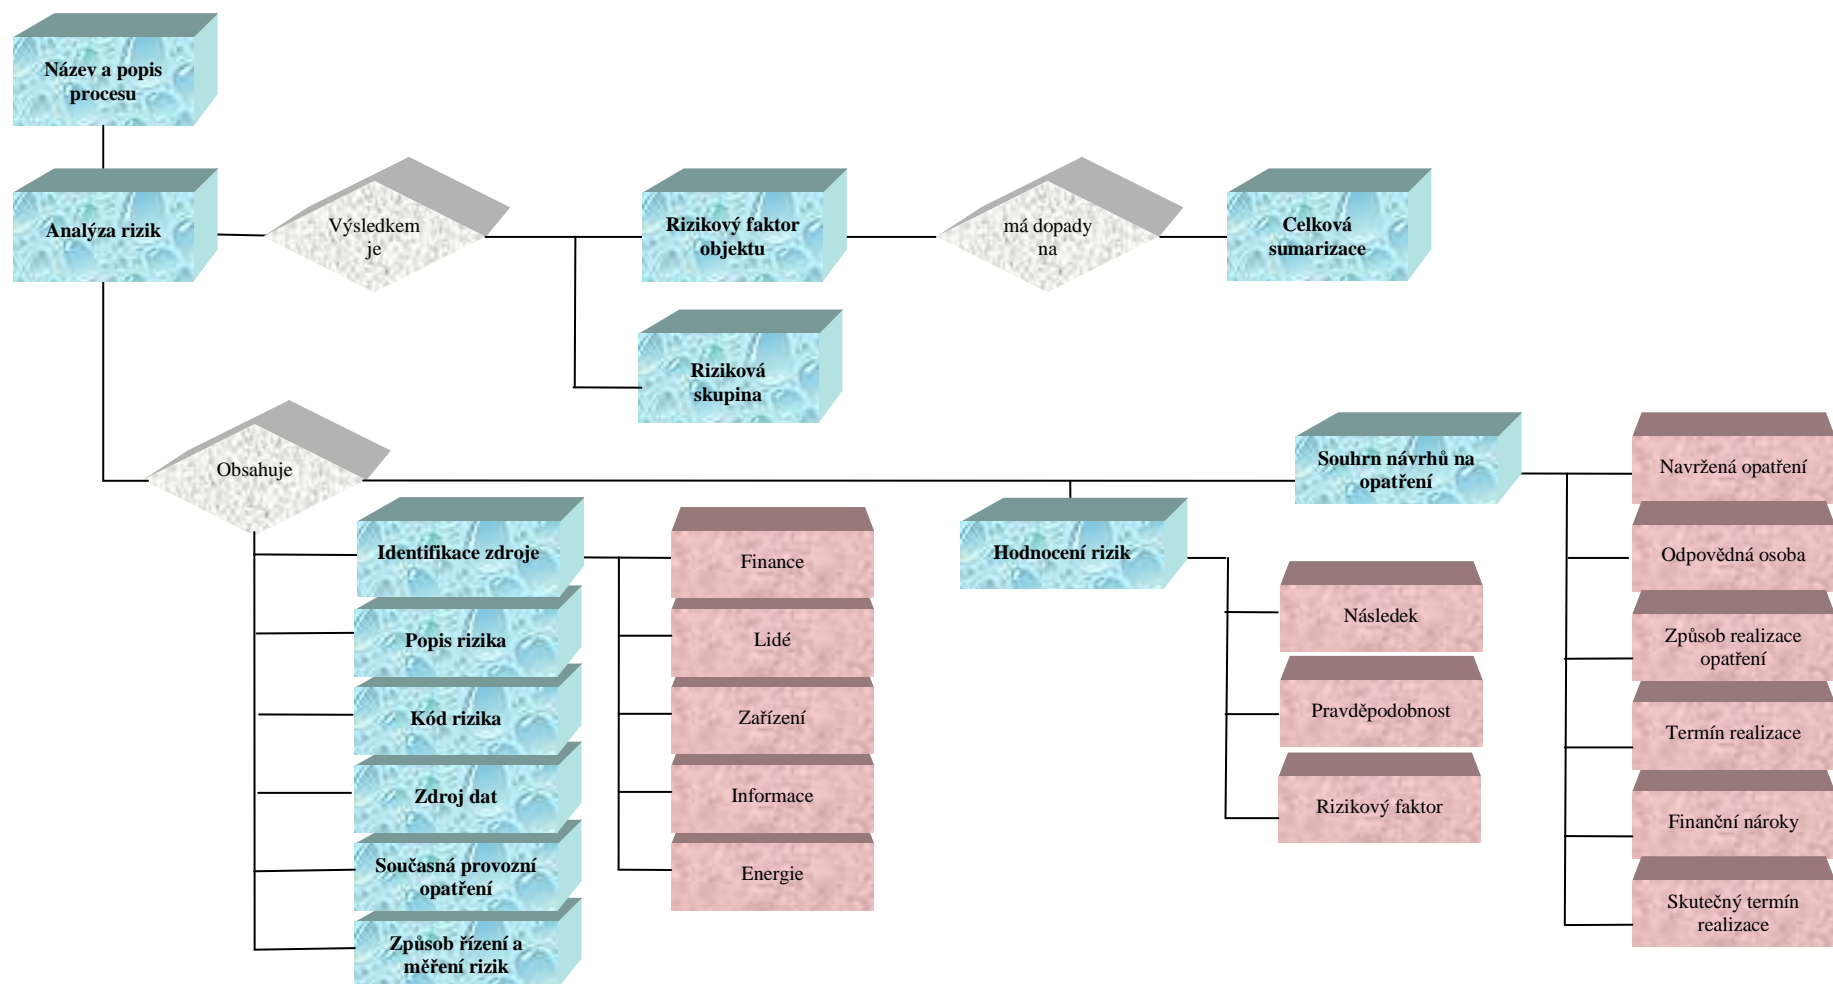 Název a popis
procesu
Analýza rizik
Výsledkem
je
Rizikový faktor
objektu
má dopady
na
Celková
sumarizace
Riziková
skupina
Obsahuje
Souhrn návrhů na
opatření
Navržená opatření
Odpovědná osoba
Způsob realizace
opatření
Termín realizace
Finanční nároky
Skutečný termín
realizace
Identifikace zdroje
Popis rizika
Kód rizika
Zdroj dat
Současná provozní
opatření
Způsob řízení a
měření rizik
Finance
Lidé
Zařízení
Informace
Energie
Hodnocení rizik
Následek
Pravděpodobnost
Rizikový faktor